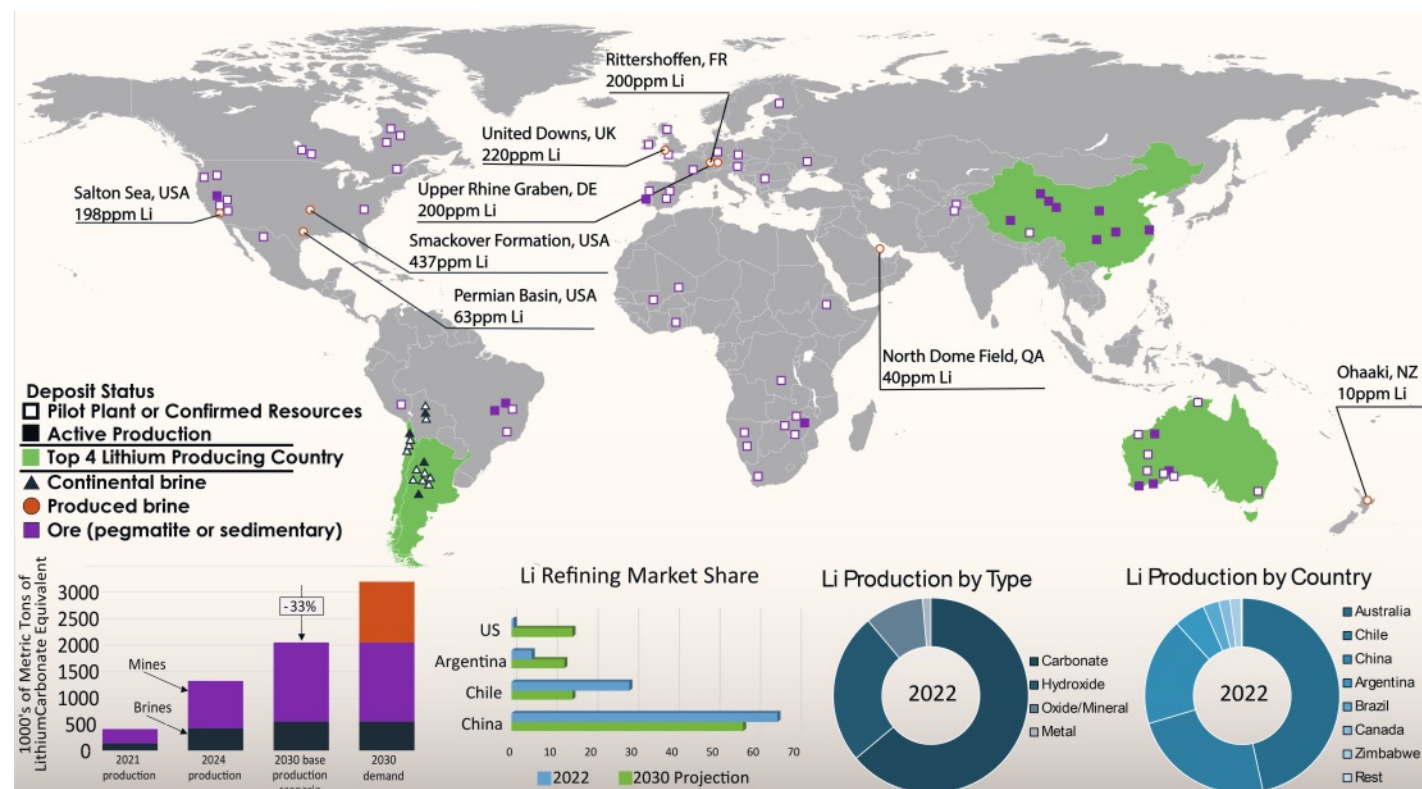 Rittershoffen, FR
200ppm Li
United Downs, UK
220ppm Li
Salton Sea, USA
198ppm Li
Upper Rhine Graben, DE
200ppm Li
Smackover Formation, USA
437ppm Li
Permian Basin, USA
63ppm Li
North Dome Field, QA
40ppm Li
Ohaaki, NZ
10ppm Li
Deposit Status
Pilot Plant or Confirmed Resources
Active Production
Top 4 Lithium Producing Country
Continental brine
Produced brine
Ore (pegmatite or sedimentary)
1000's of Metric Tons of
LithiumCarbonate Equivalent
3000
2500
2000
1500
1000
500
0
Mines
Brines
-33%
2021
production
2024
production
2030 base
production
scenario
2030
demand
Li Refining Market Share
US
Argentina
Chile
China
0 10 20 30 40 50 60 70
2022 2030 Projection
Li Production by Type
2022
Carbonate
Hydroxide
Oxide/Mineral
Metal
Li Production by Country
2022
Australia
Chile
China
Argentina
Brazil
Canada
Zimbabwe
Rest